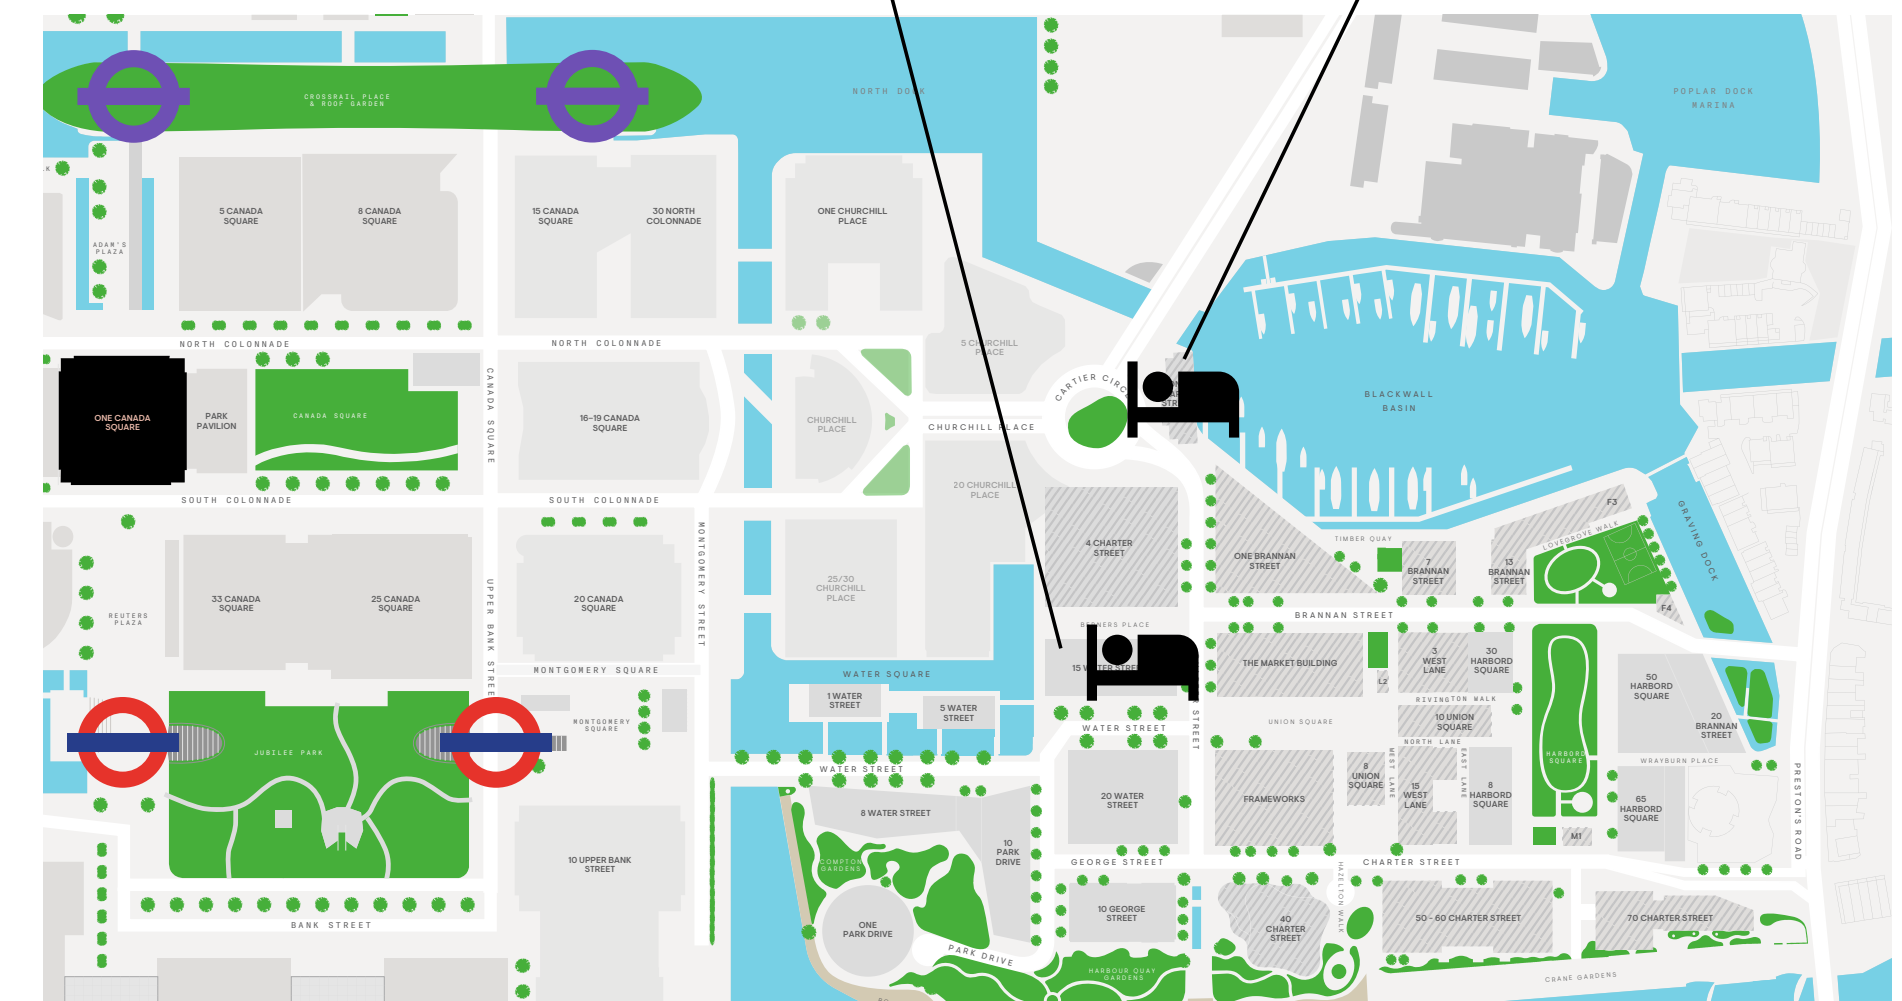 CROSSRAIL PLACE
& ROOF GARDEN
NORTH DOCK
POPLAR DOCK
MARINA
K
5 CANADA
SQUARE
8 CANADA
SQUARE
15 CANADA
SQUARE
30 NORTH
COLONNADE
ONE CHURCHILL
PLACE
ADAM'S
PLAZA
NORTH COLONNADE
NORTH COLONNADE
5 CHURCHILL
PLACE
CARTIER CIRC
ONE CANADA
SQUARE
PARK
PAVILION
CANADA SQUARE
CANADA SQUARE
16–19 CANADA
SQUARE
CHURCHILL
PLACE
CHURCHILL PLACE
BLACKWALL
BASIN
SOUTH COLONNADE
SOUTH COLONNADE
20 CHURCHILL
PLACE
4 CHARTER
STREET
ONE BRANNAN
STREET
TIMBER QUAY
7
BRANNAN
STREET
13
BRANNAN
STREET
F3
LOVEGROVE WALK
GRAVING DOCK
F4
MONTGOMERY STREET
25/30
CHURCHILL
PLACE
33 CANADA
SQUARE
25 CANADA
SQUARE
20 CANADA
SQUARE
REUTERS
PLAZA
UPPER BANK STREET
BRANNAN STREET
MONTGOMERY SQUARE
WATER SQUARE
15 WATER STREE
THE MARKET BUILDING
L2
3
WEST
LANE
30
HARBORD
SQUARE
50
HARBORD
SQUARE
20
BRANNAN
STREET
1 WATER
STREET
5 WATER
STREET
MONTGOMERY
SQUARE
JUBILEE PARK
WATER STREET
WATER STREET
STREET
UNION SQUARE
RIVINGTON WALK
10 UNION
SQUARE
NORTH LANE
WEST LANE
EAST LANE
HARBORD
SQUARE
WRAYBURN PLACE
PRESTON'S ROAD
8 WATER STREET
10
PARK
DRIVE
20 WATER
STREET
FRAMEWORKS
8
UNION
SQUARE
15
WEST
LANE
8
HARBORD
SQUARE
65
HARBORD
SQUARE
M1
COMPTON
GARDENS
10 UPPER BANK
STREET
GEORGE STREET
CHARTER STREET
HAZELTON WALK
BANK STREET
ONE
PARK DRIVE
PARK DRIVE
10 GEORGE
STREET
40
CHARTER
STREET
50 - 60 CHARTER STREET
70 CHARTER STREET
HARBOUR QUAY
GARDENS
CRANE GARDENS